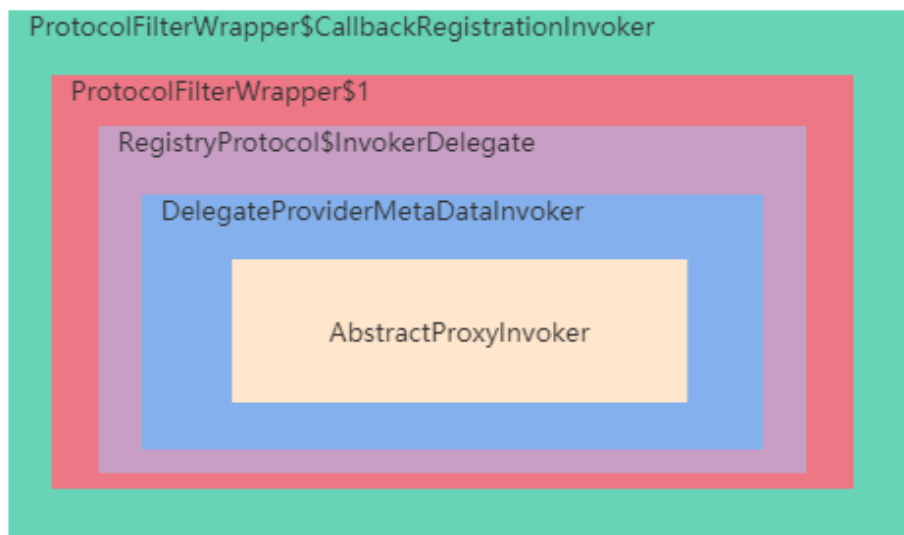 ProtocolFilterWrapper$CallbackRegistrationInvoker
ProtocolFilterWrapper$1
RegistryProtocol$InvokerDelegate
DelegateProviderMetaDataInvoker
AbstractProxyInvoker